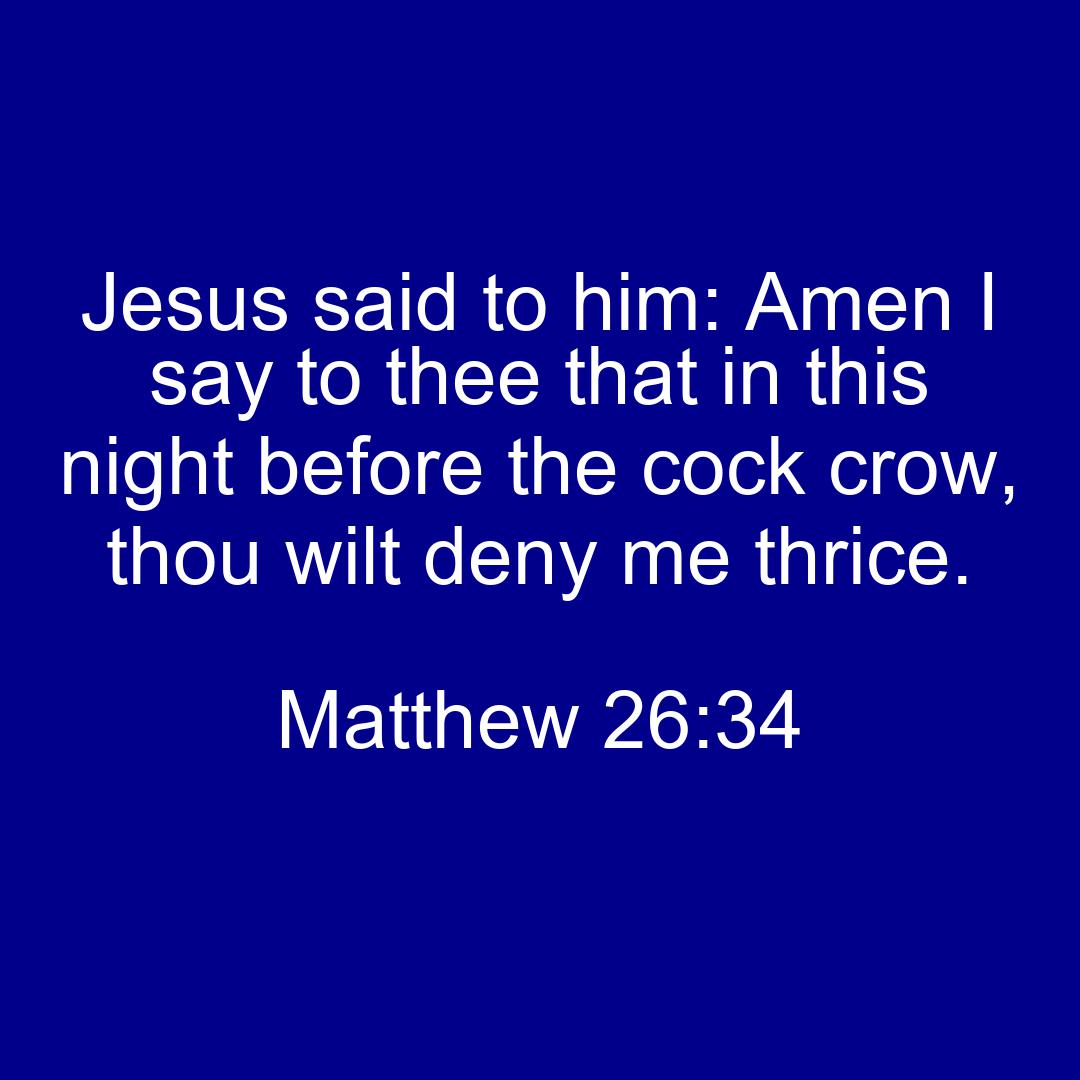 Jesus said to him: Amen I
say to thee that in this
night before the cock crow,
thou wilt deny me thrice.
Matthew 26:34